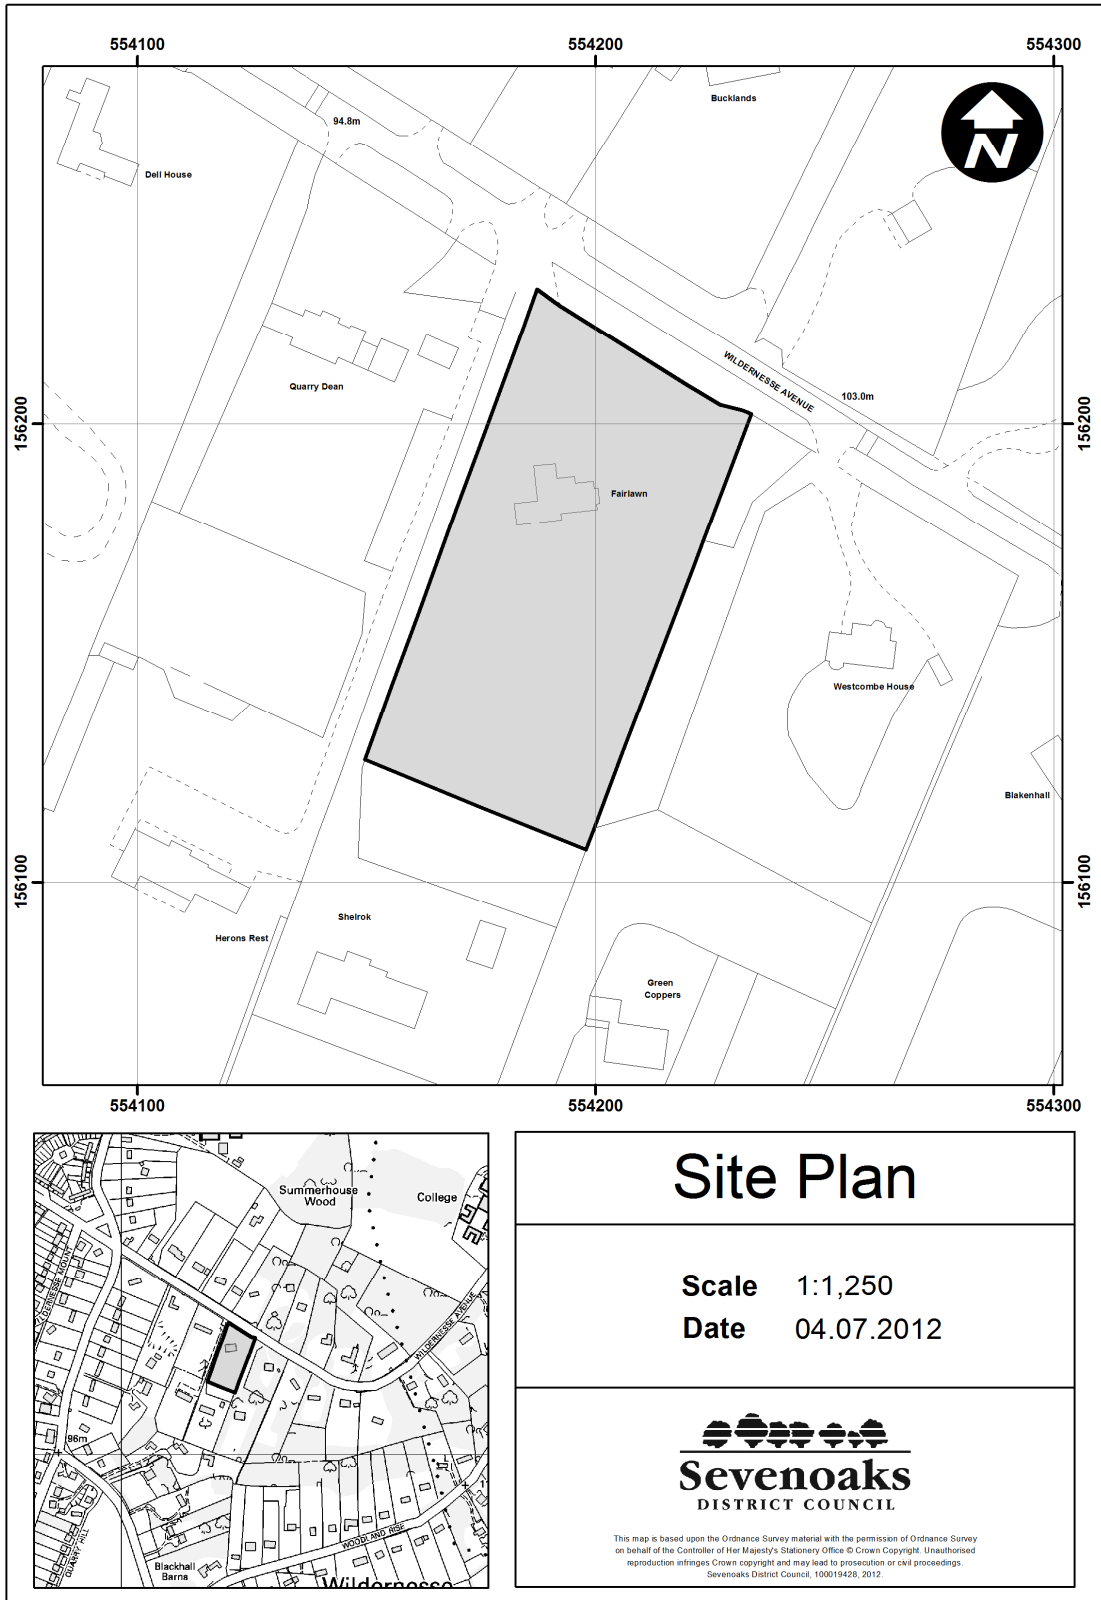 554100
554200
554300
Bucklands
94.8m
N
Dell House
Quarry Dean
WILDERNESSE AVENUE
103.0m
156200
156200
Fairlawn
Westcombe House
Blakenhall
156100
156100
Shelrok
Herons Rest
Green
Coppers
554100
554200
554300
Summerhouse
Wood
College
WILDERNESSE AVENUE
96m
QUARRY HILL
WOODLAND RISE
Blackhall
Barns
Wildernesse
Site Plan
Scale 1:1,250
Date 04.07.2012
Sevenoaks
DISTRICT COUNCIL
This map is based upon the Ordnance Survey material with the permission of Ordnance Survey
on behalf of the Controller of Her Majesty's Stationery Office © Crown Copyright. Unauthorised
reproduction infringes Crown copyright and may lead to prosecution or civil proceedings.
Sevenoaks District Council, 100019428, 2012.